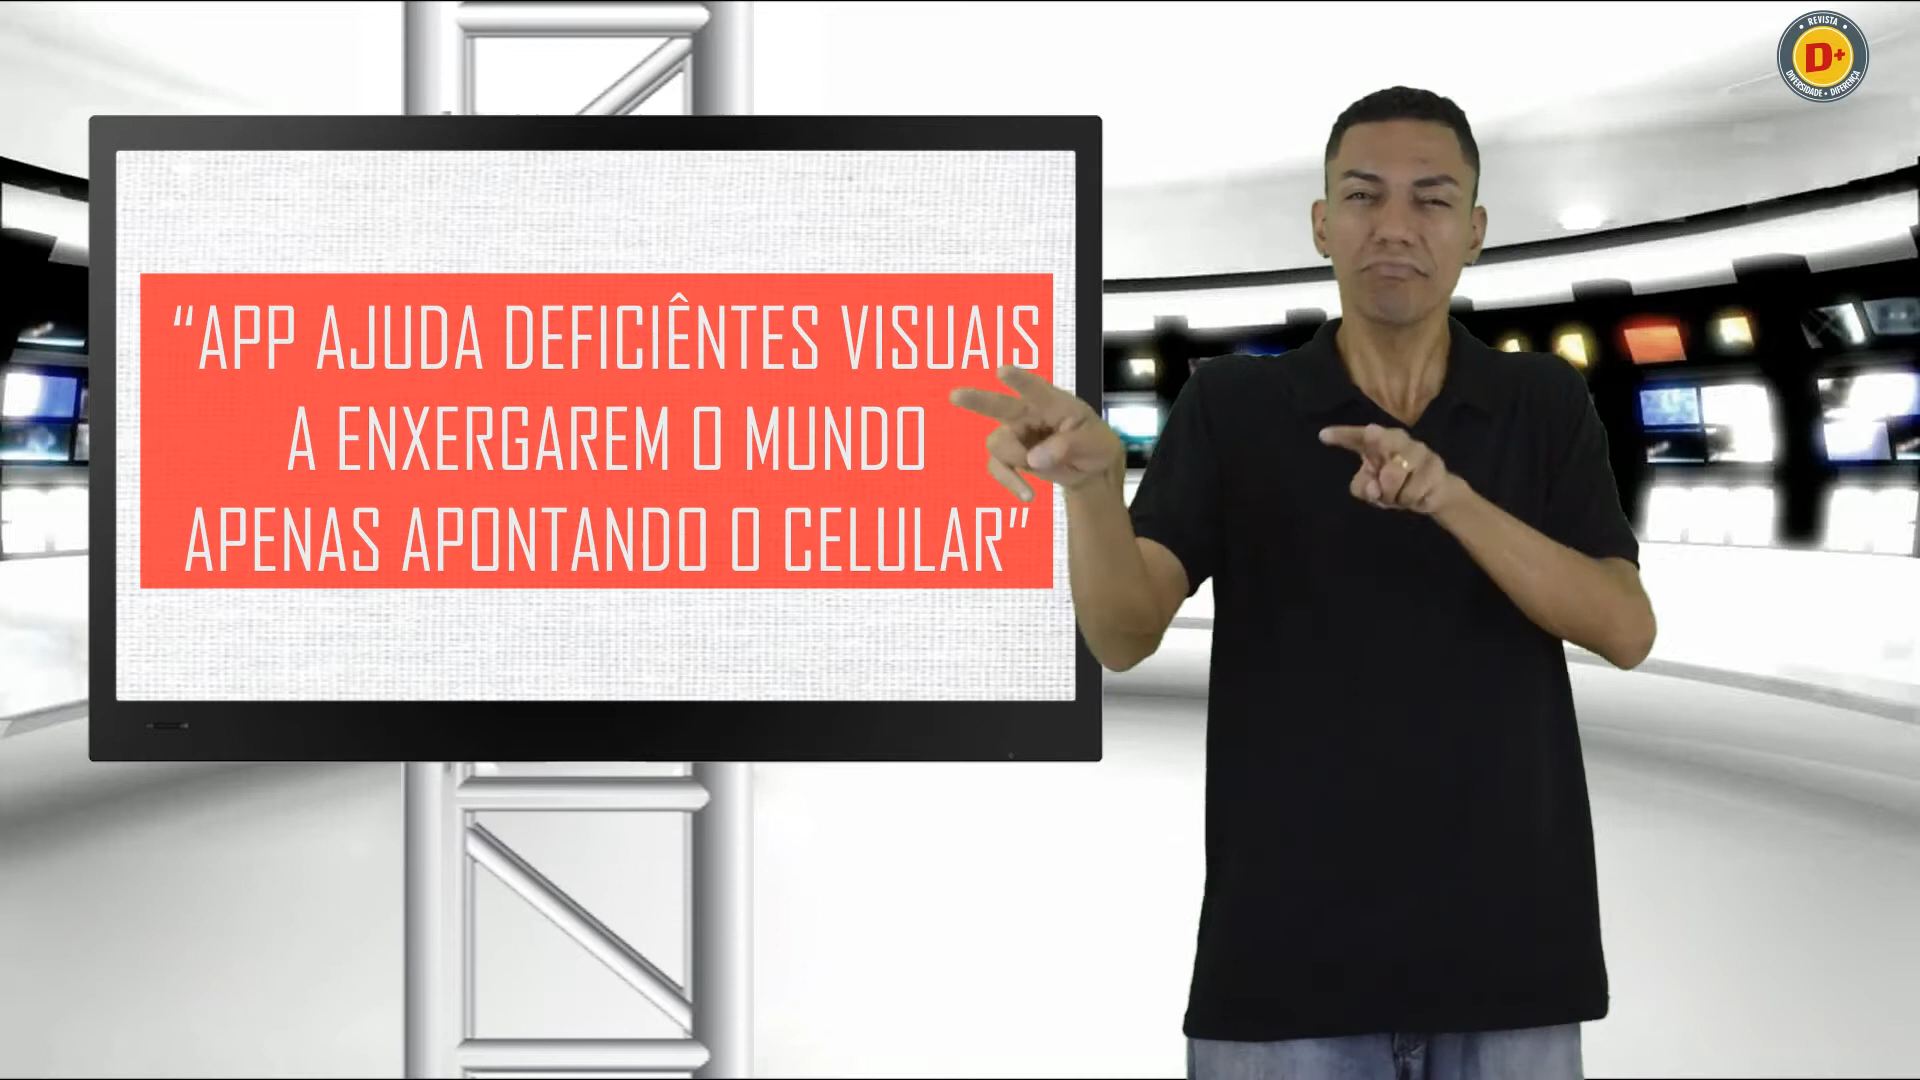 REVISTA
D+
DIVERSIDADE • DIFERENÇA
“APP AJUDA DEFICIÊNTES VISUAIS
A ENXERGAREM O MUNDO
APENAS APONTANDO O CELULAR”